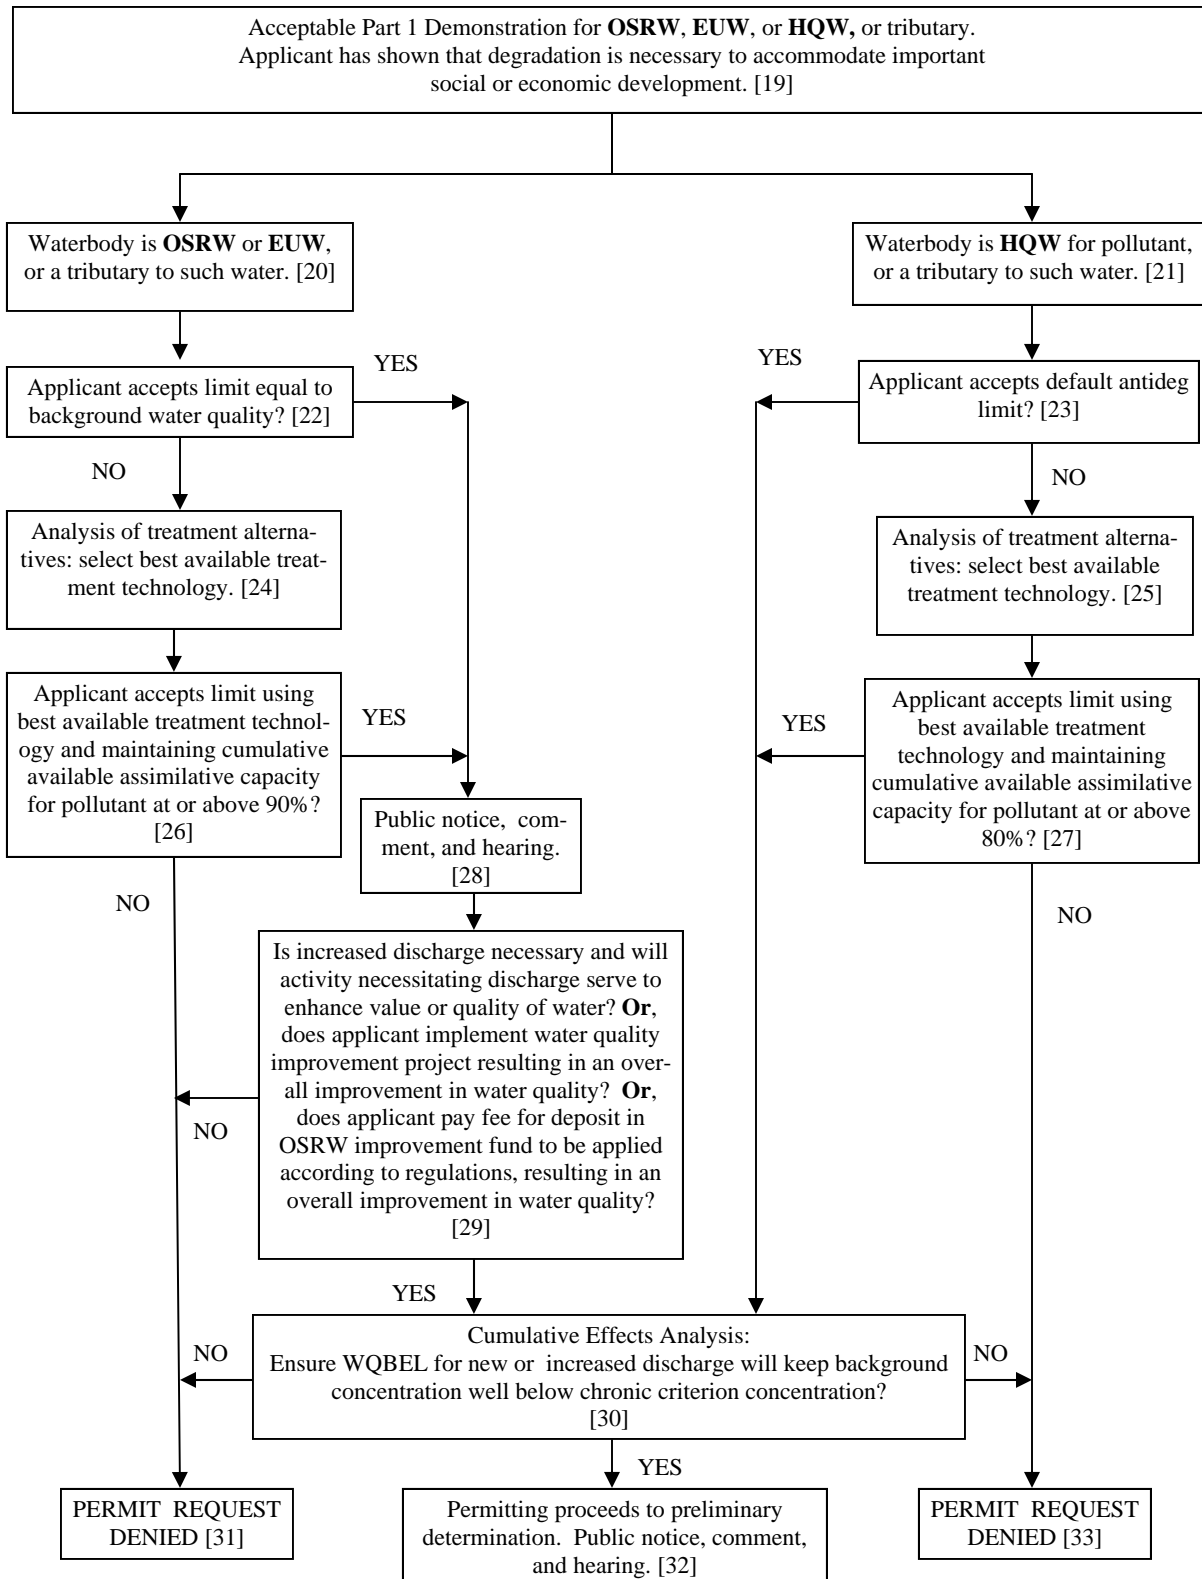 Acceptable Part 1 Demonstration for OSRW, EUW, or HQW, or tributary.
Applicant has shown that degradation is necessary to accommodate important
social or economic development. [19]
Waterbody is OSRW or EUW,
or a tributary to such water. [20]
Waterbody is HQW for pollutant,
or a tributary to such water. [21]
YES
YES
Applicant accepts limit equal to
background water quality? [22]
Applicant accepts default antideg
limit? [23]
NO
NO
Analysis of treatment alterna-
tives: select best available treat-
ment technology. [24]
Analysis of treatment alterna-
tives: select best available
treatment technology. [25]
Applicant accepts limit using
best available treatment technol-
ogy and maintaining cumulative
available assimilative capacity
for pollutant at or above 90%?
[26]
YES
YES
Applicant accepts limit using
best available treatment
technology and maintaining
cumulative available assimilative
capacity for pollutant at or above
80%? [27]
Public notice, com-
ment, and hearing.
[28]
NO
NO
Is increased discharge necessary and will
activity necessitating discharge serve to
enhance value or quality of water? Or,
does applicant implement water quality
improvement project resulting in an over-
all improvement in water quality? Or,
does applicant pay fee for deposit in
OSRW improvement fund to be applied
according to regulations, resulting in an
overall improvement in water quality?
[29]
NO
YES
Cumulative Effects Analysis:
Ensure WQBEL for new or increased discharge will keep background
concentration well below chronic criterion concentration?
[30]
NO
NO
YES
PERMIT REQUEST
DENIED [31]
Permitting proceeds to preliminary
determination. Public notice, comment,
and hearing. [32]
PERMIT REQUEST
DENIED [33]